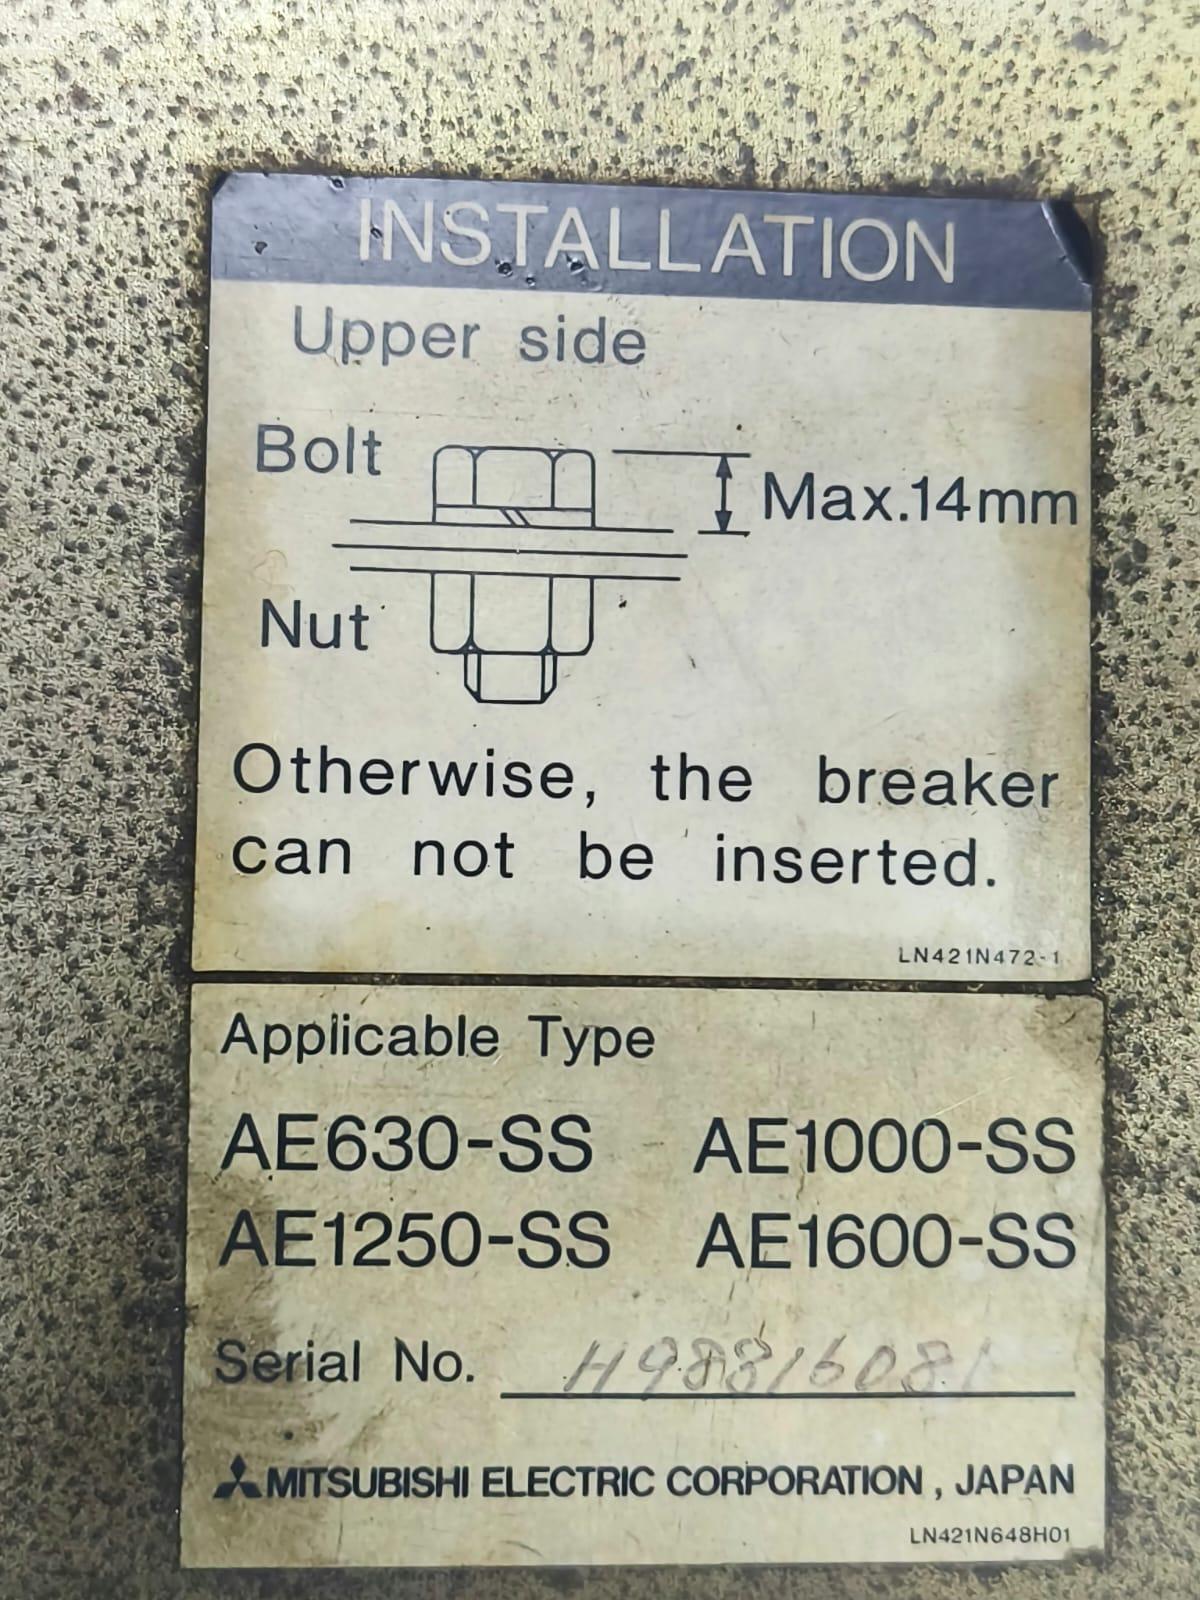 INSTALLATION
Upper side
Bolt
Max.14mm
Nut
Otherwise, the breaker
can not be inserted.
LN421N472-1
Applicable Type
AE630-SS AE1000-SS
AE1250-SS AE1600-SS
Serial No. H98816081
MITSUBISHI ELECTRIC CORPORATION, JAPAN
LN421N648H01